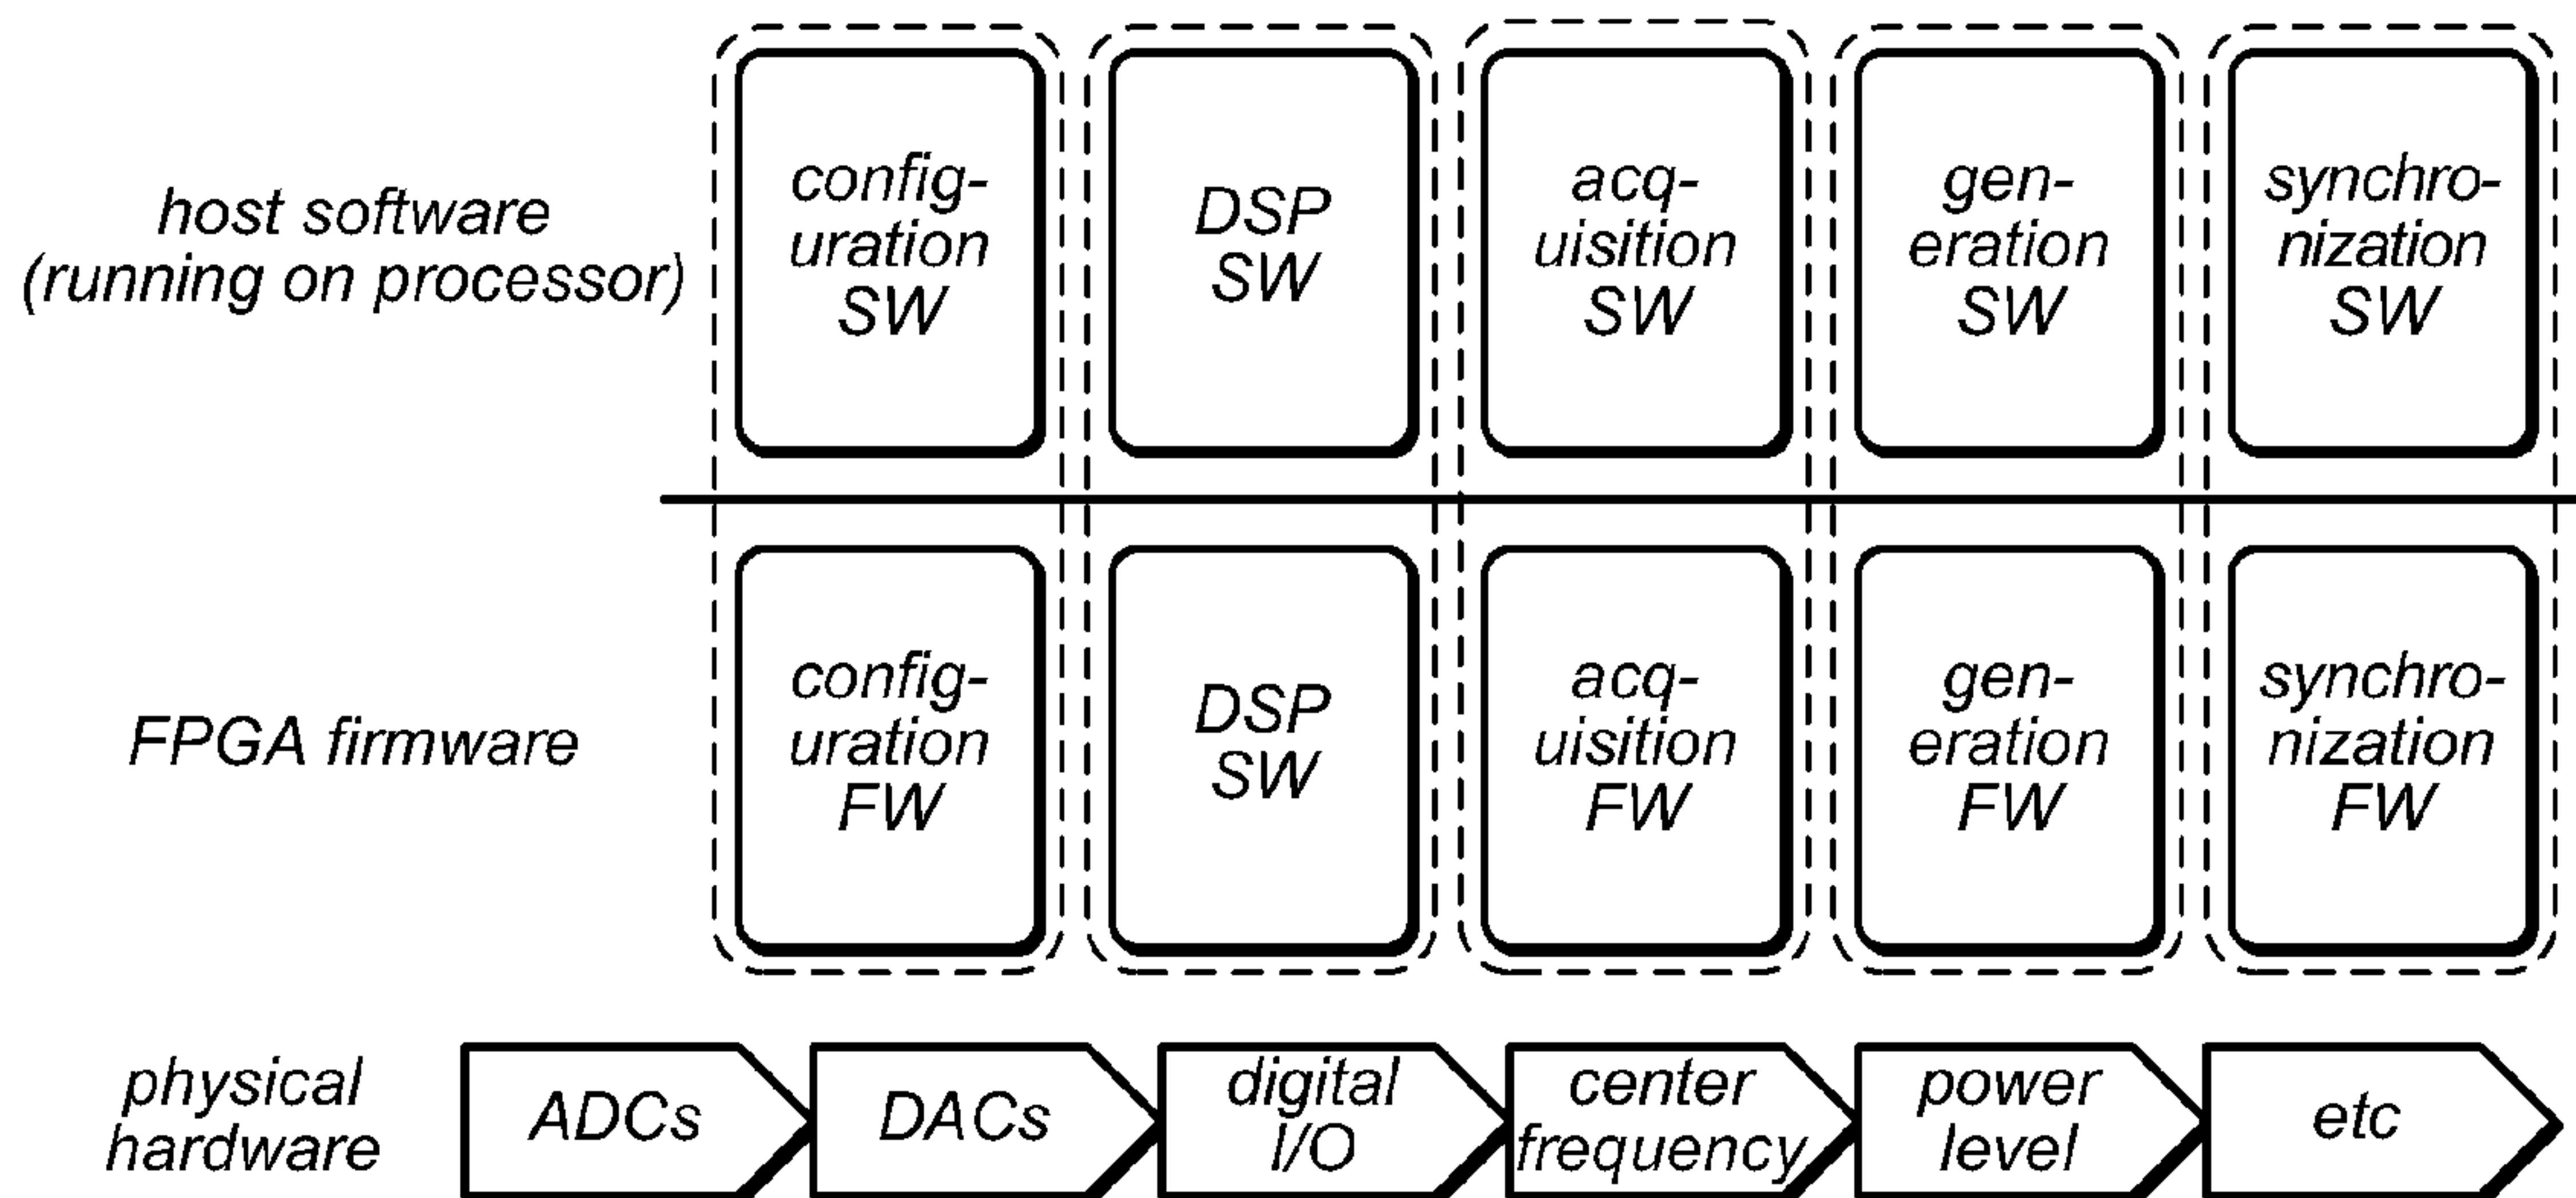 host software
(running on processor)
config-
uration
SW
DSP
SW
acq-
uisition
SW
gen-
eration
SW
synchro-
nization
SW
FPGA firmware
config-
uration
FW
DSP
SW
acq-
uisition
FW
gen-
eration
FW
synchro-
nization
FW
physical
hardware
ADCs
DACs
digital
I/O
center
frequency
power
level
etc